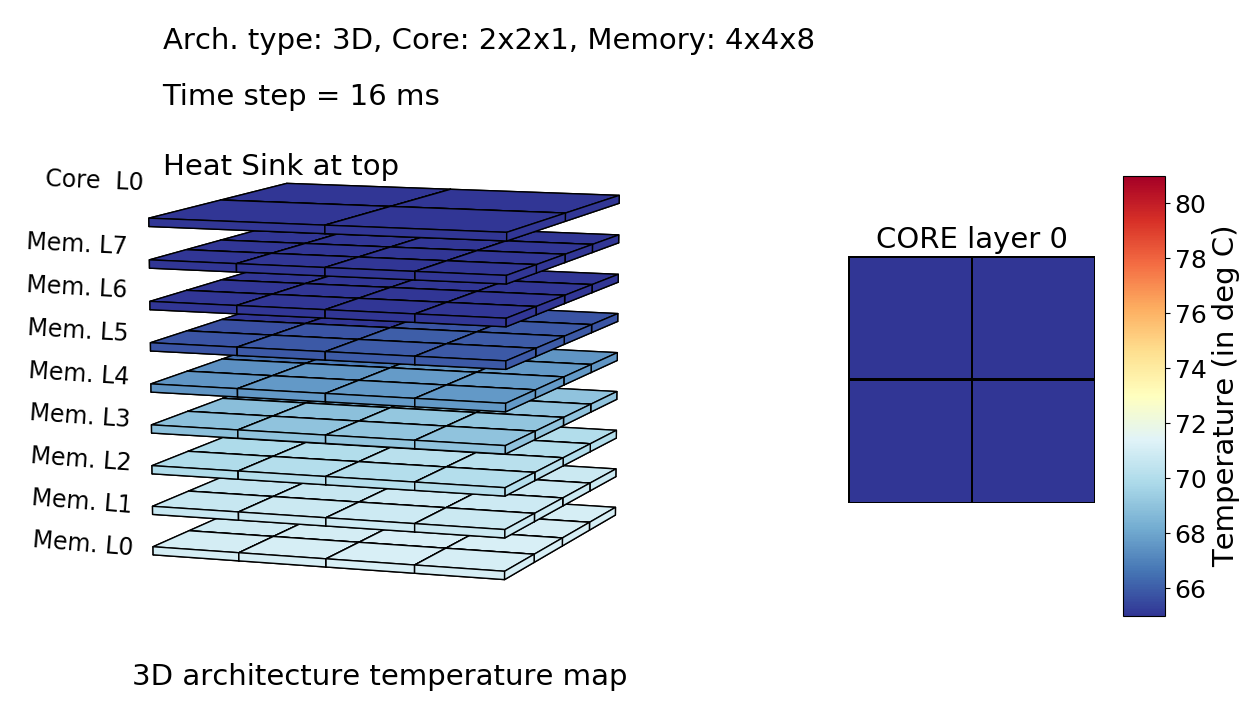 Arch. type: 3D, Core: 2x2x1, Memory: 4x4x8
Time step = 16 ms
Heat Sink at top
Core L0
Mem. L7
Mem. L6
Mem. L5
Mem. L4
Mem. L3
Mem. L2
Mem. L1
Mem. L0
3D architecture temperature map
CORE layer 0
80
78
76
74
72
70
68
66
Temperature (in deg C)